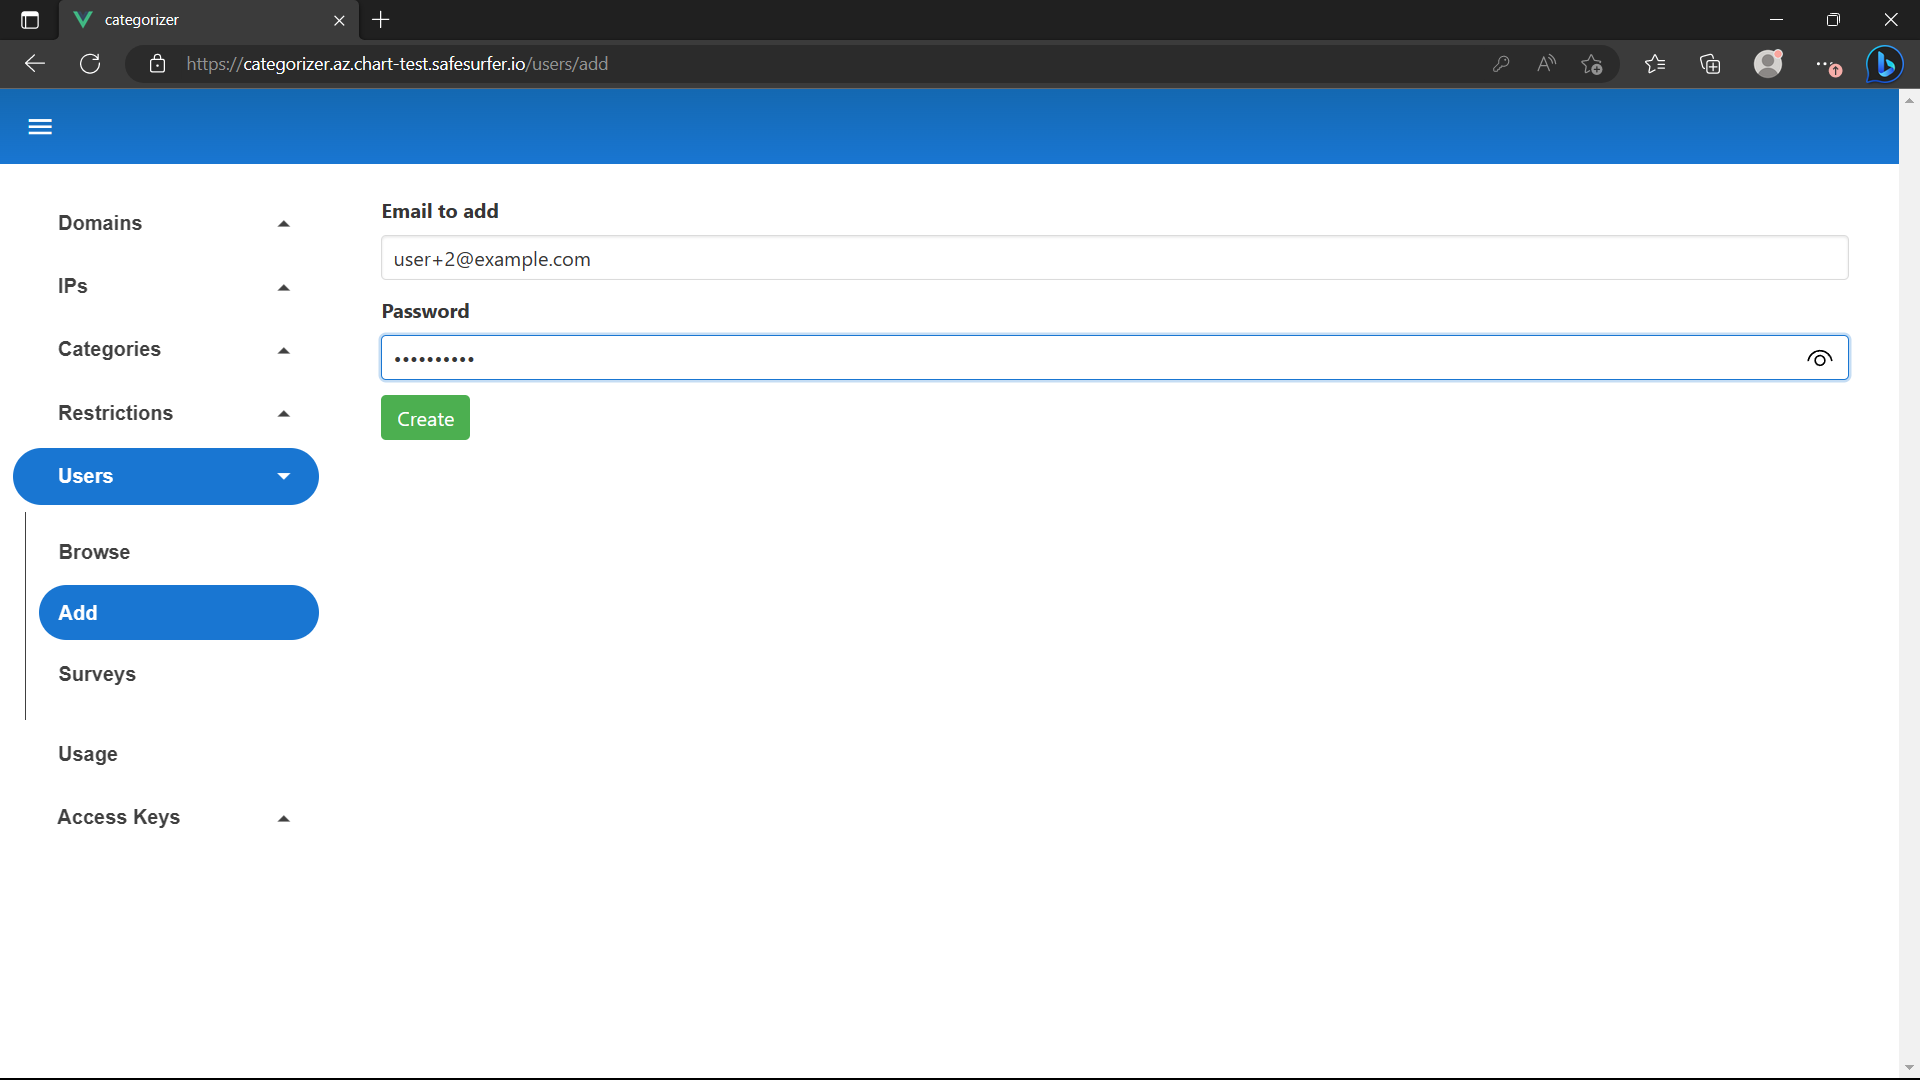 categorizer
https://categorizer.az.chart-test.safesurfer.io/users/add
Domains
IPs
Categories
Restrictions
Users
Browse
Add
Surveys
Usage
Access Keys
Email to add
user+2@example.com
Password
••••••••••
Create